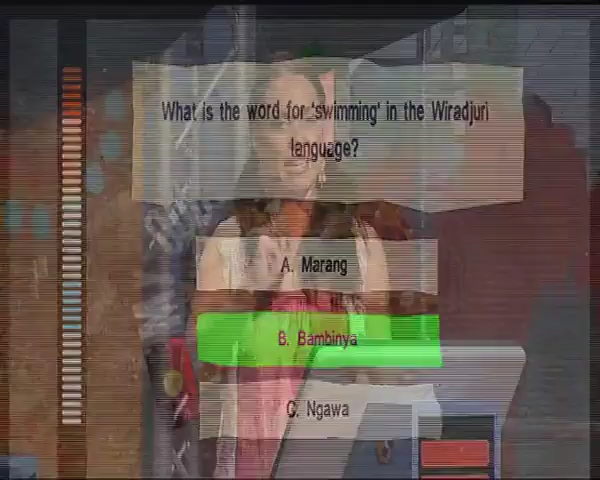 What is the word for 'swimming' in the Wiradjuri
language?
A. Marang
B. Bambinya
C. Ngawa